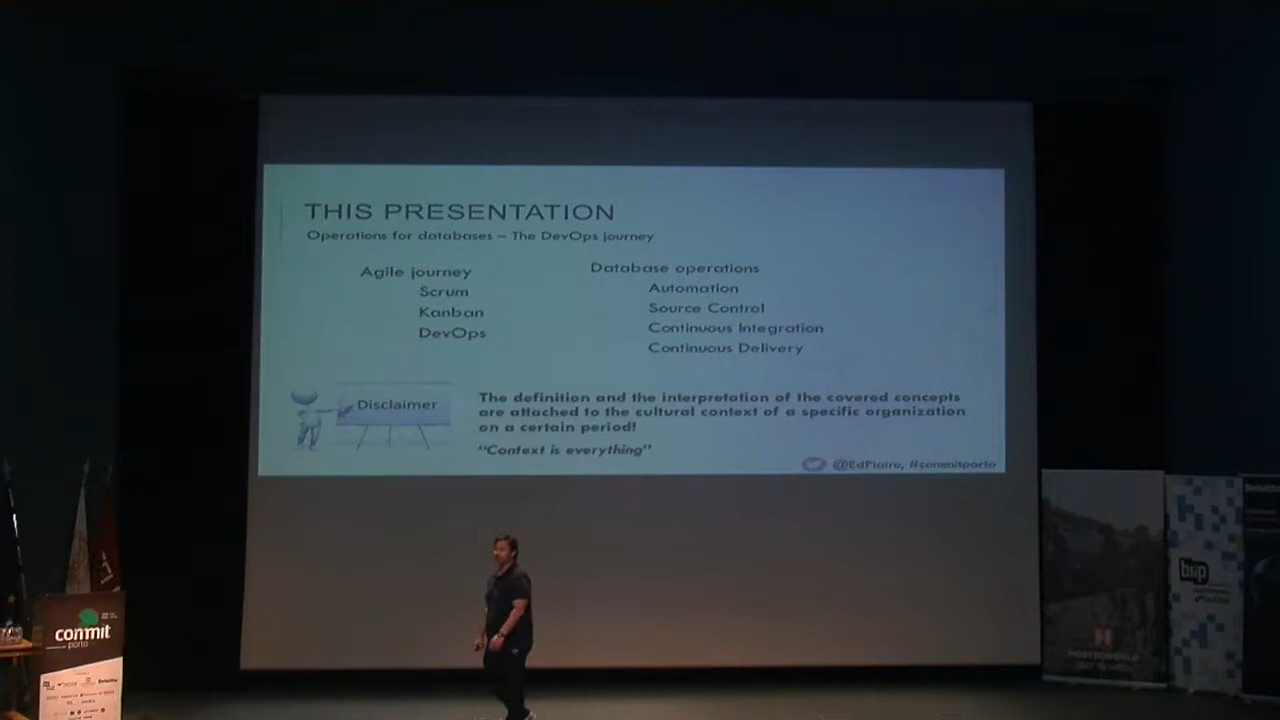 THIS PRESENTATION
Operations for databases – The DevOps journey
Agile journey
Scrum
Kanban
DevOps
Database operations
Automation
Source Control
Continuous Integration
Continuous Delivery
Disclaimer
The definition and the interpretation of the covered concepts
are attached to the cultural context of a specific organization
on a certain period!
“Context is everything”
@EdPiairo, #commitporto
commit
porto
blip